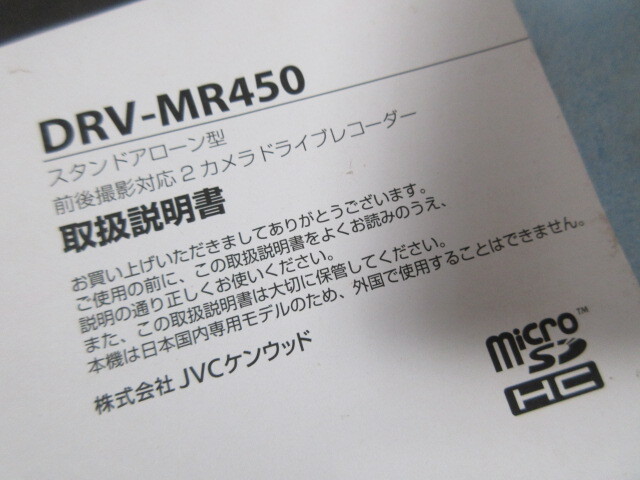 DRV-MR450
スタンドアローン型
前後撮影対応2カメラドライブレコーダー
取扱説明書
お買い上げいただきましてありがとうございます。
ご使用の前に、この取扱説明書をよくお読みのうえ、
説明の通り正しくお使いください。
また、この取扱説明書は大切に保管してください。
本機は日本国内専用モデルのため、外国で使用することはできません。
株式会社 JVCケンウッド
micro
SD
HC
TM